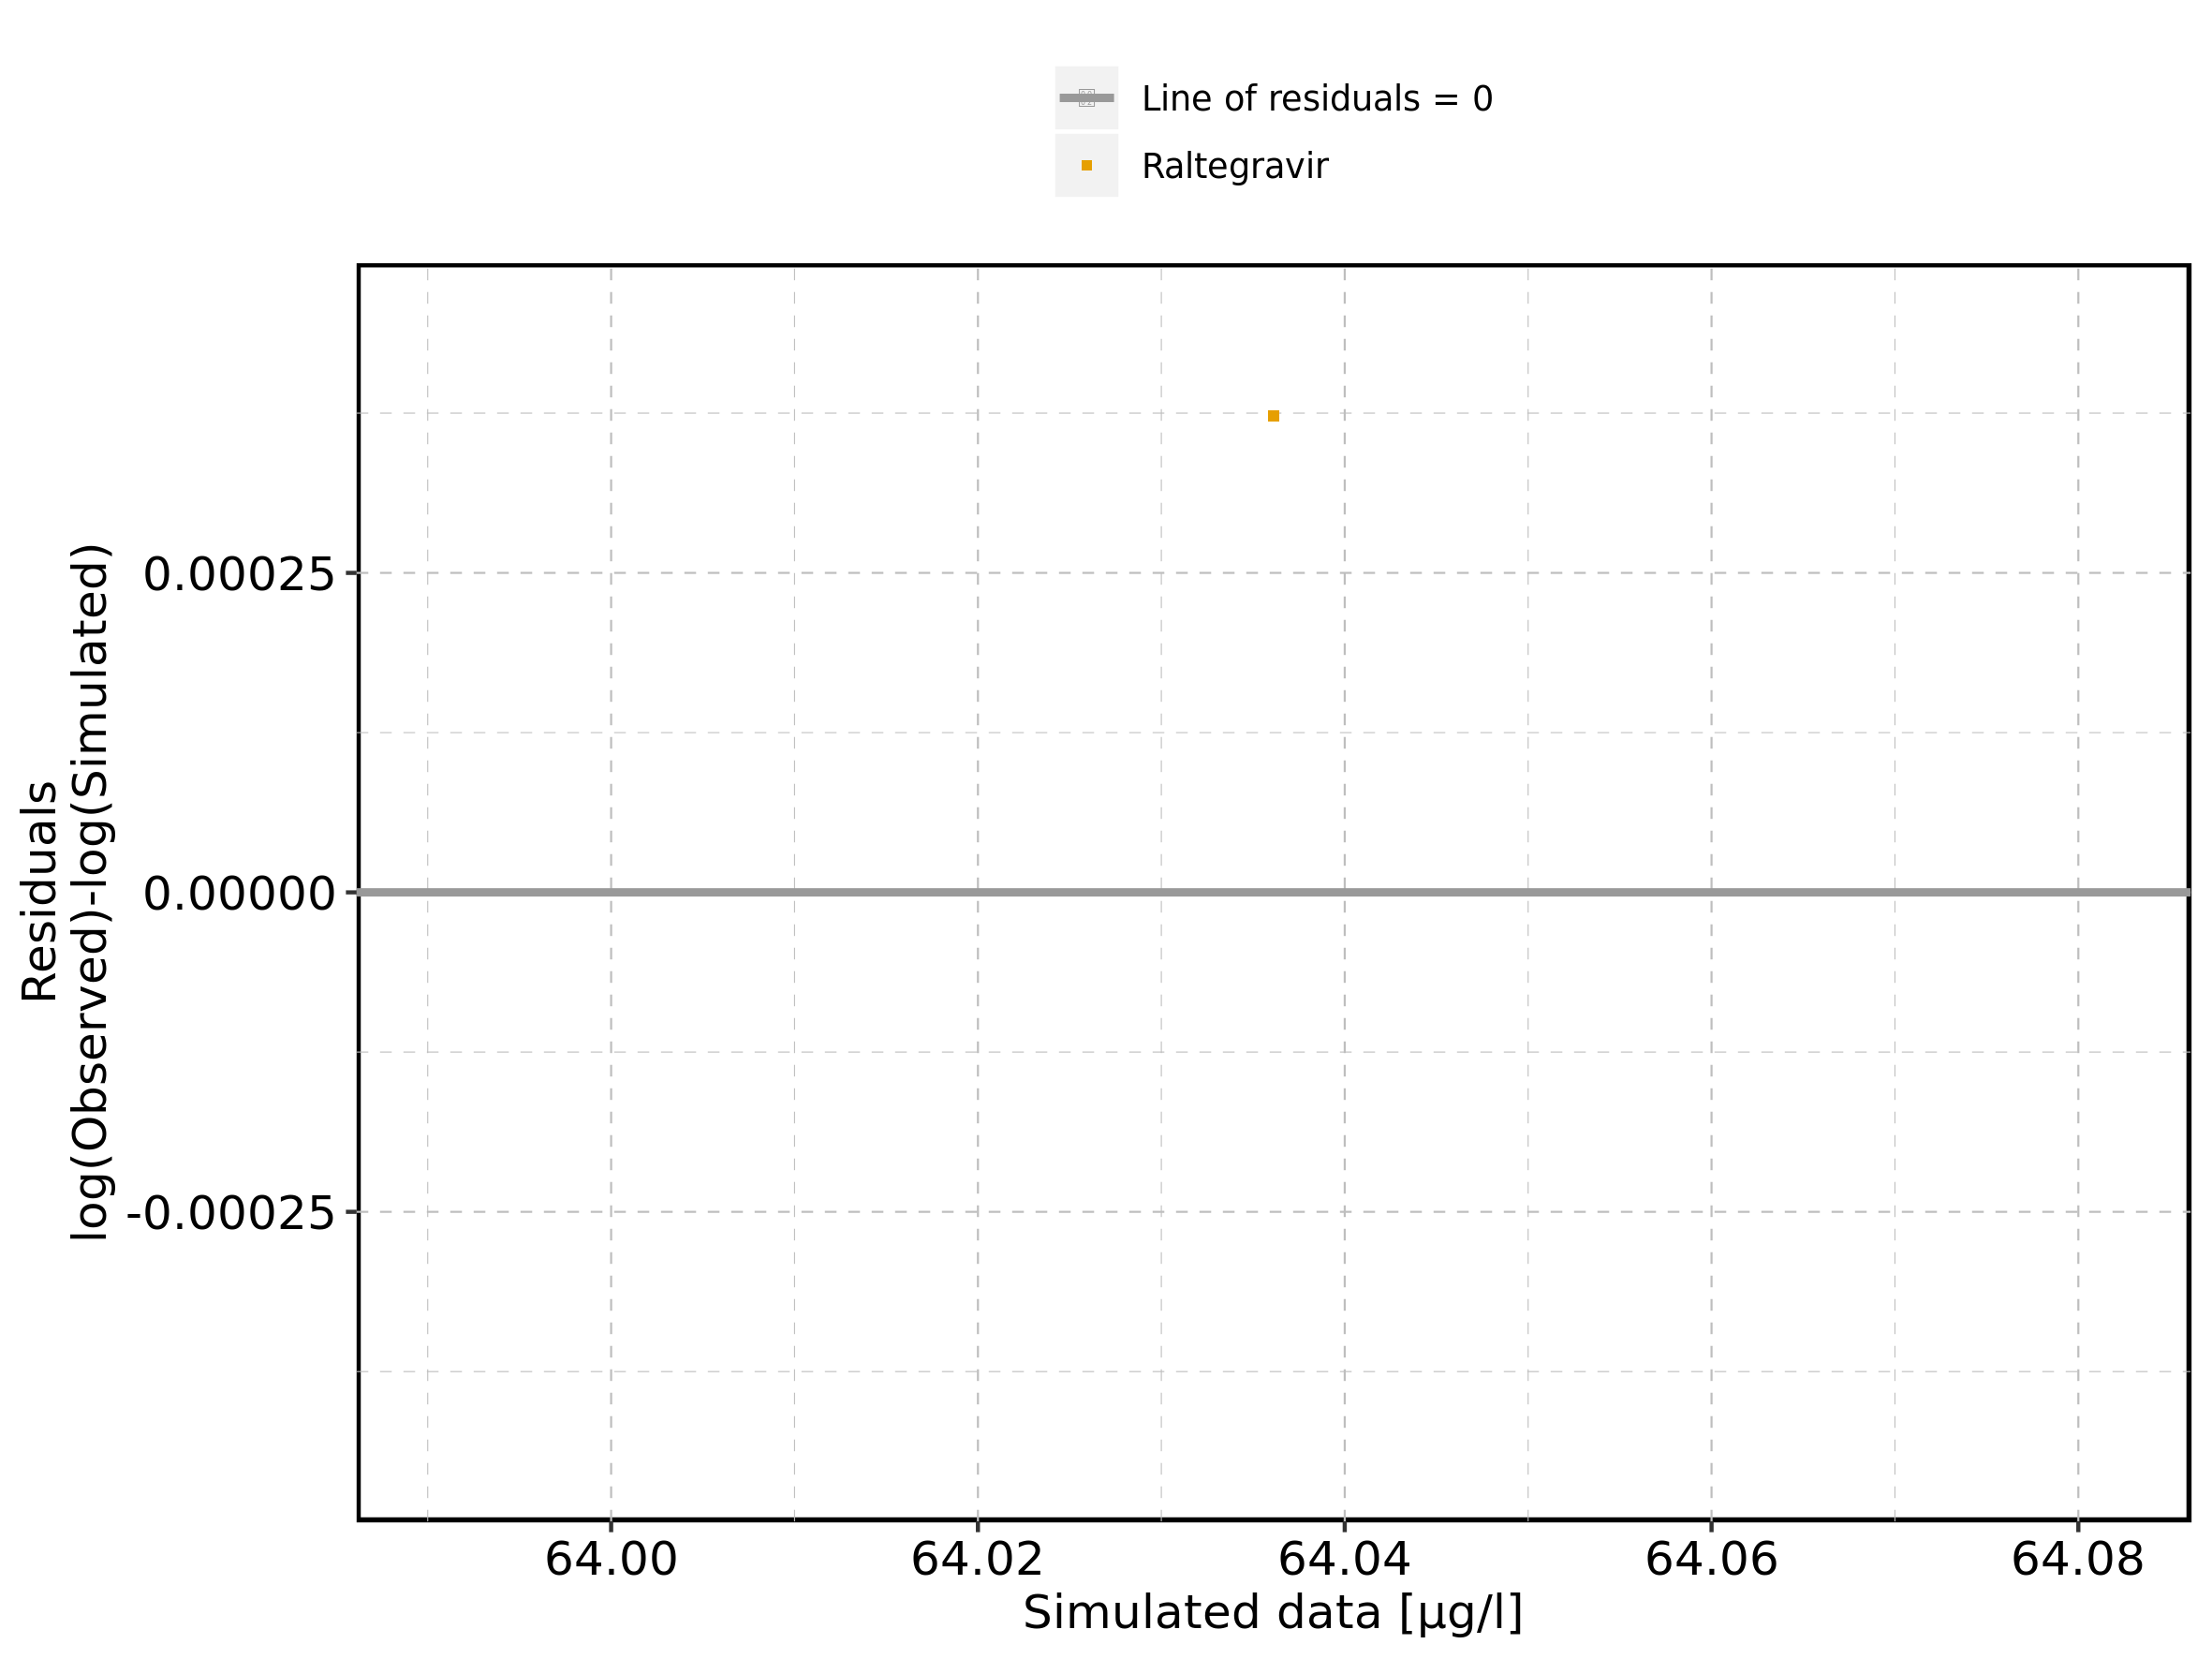 Line of residuals = 0
Raltegravir
Residuals
log(Observed)-log(Simulated)
0.00025
0.00000
-0.00025
64.00 64.02 64.04 64.06 64.08
Simulated data [µg/l]